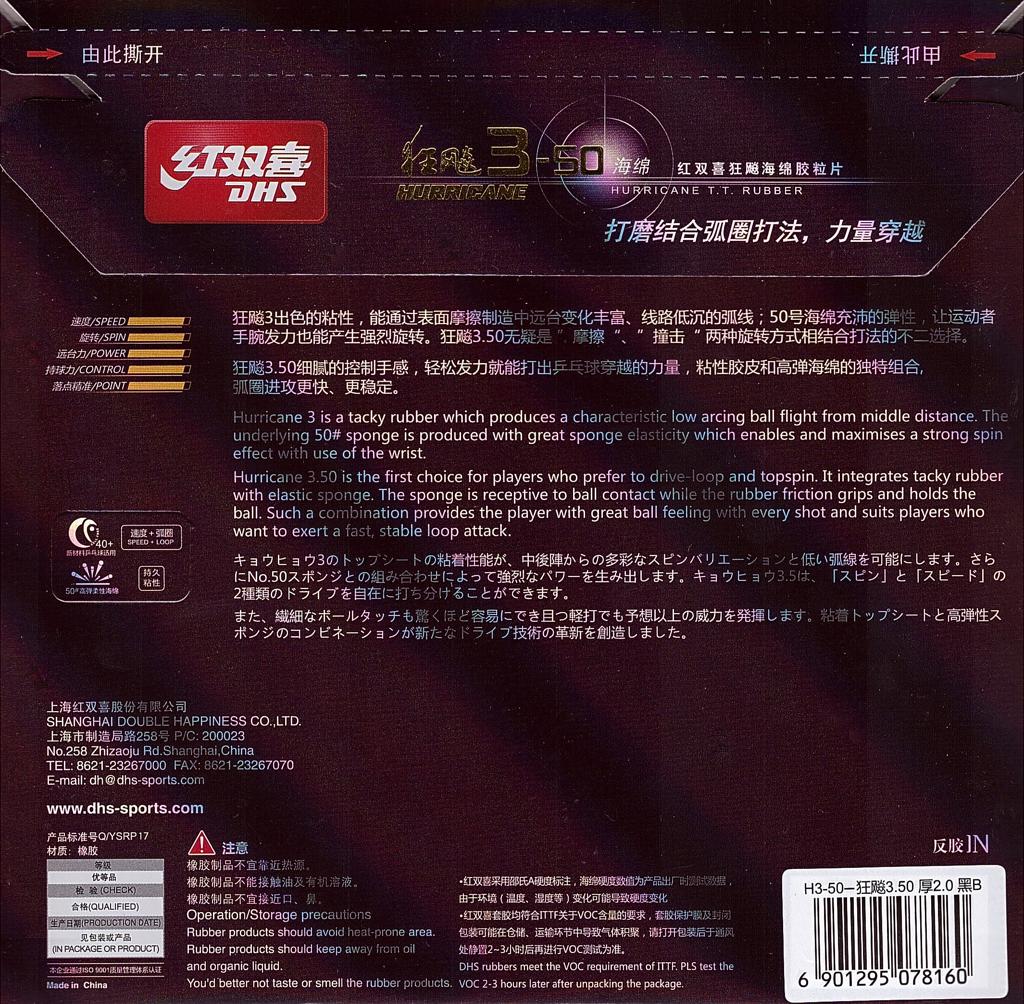 由此撕开
由此撕开
红双喜
DHS
狂飚3-50 海绵
HURRICANE
红双喜狂飚海绵胶粒片
HURRICANE T.T. RUBBER
打磨结合弧圈打法，力量穿越
速度/SPEED
旋转/SPIN
远台力/POWER
持球力/CONTROL
落点精准/POINT
狂飚3出色的粘性，能通过表面摩擦制造中远台变化丰富、线路低沉的弧线；50号海绵充沛的弹性，让运动者
手腕发力也能产生强烈旋转。狂飚3.50无疑是“摩擦“、”撞击“两种旋转方式相结合打法的不二选择。
狂飚3.50细腻的控制手感，轻松发力就能打出乒乓球穿越的力量，粘性胶皮和高弹海绵的独特组合,
弧圈进攻更快、更稳定。
Hurricane 3 is a tacky rubber which produces a characteristic low arcing ball flight from middle distance. The
underlying 50# sponge is produced with great sponge elasticity which enables and maximises a strong spin
effect with use of the wrist.
Hurricane 3.50 is the first choice for players who prefer to drive-loop and topspin. It integrates tacky rubber
with elastic sponge. The sponge is receptive to ball contact while the rubber friction grips and holds the
ball. Such a combination provides the player with great ball feeling with every shot and suits players who
want to exert a fast, stable loop attack.
キョウヒョウ3のトップシートの粘着性能が、中後陣からの多彩なスピンバリエーションと低い弧線を可能にします。さら
にNo.50スポンジとの組み合わせによって強烈なパワーを生み出します。キョウヒョウ3.5は、「スピン」と「スピード」の
2種類のドライブを自在に打ち分けることができます。
また、繊細なボールタッチも驚くほど容易にでき且つ軽打でも予想以上の威力を発揮します。粘着トップシートと高弾性ス
ポンジのコンビネーションが新たなドライブ技術の革新を創造しました。
40+
新材料乒乓球适用
速度+弧圈
SPEED + LOOP
50#高弹柔性海绵
持久
粘性
上海红双喜股份有限公司
SHANGHAI DOUBLE HAPPINESS CO.,LTD.
上海市制造局路258号 P/C: 200023
No.258 Zhizaoju Rd.Shanghai,China
TEL: 8621-23267000 FAX: 8621-23267070
E-mail: dh@dhs-sports.com
www.dhs-sports.com
产品标准号Q/YSRP17
材质：橡胶
等级
优等品
检 验 (CHECK)
合格(QUALIFIED)
生产日期(PRODUCTION DATE)
见包装或产品
(IN PACKAGE OR PRODUCT)
本企业通过ISO 9001质量管理体系认证
Made in China
注意
橡胶制品不宜靠近热源。
橡胶制品不能接触油及有机溶液。
橡胶制品不宜接近口、鼻。
Operation/Storage precautions
Rubber products should avoid heat-prone area.
Rubber products should keep away from oil
and organic liquid.
You'd better not taste or smell the rubber products.
•红双喜采用邵氏A硬度标注，海绵硬度数值为产品出厂时测试数据，
由于环境（温度、湿度等）变化可能导致硬度变化
•红双喜套胶均符合ITTF关于VOC含量的要求，套胶保护膜及封闭
包装可能在仓储、运输环节中导致气体积聚，请打开包装后于通风
处静置2~3小时后再进行VOC测试为准。
DHS rubbers meet the VOC requirement of ITTF. PLS test the
VOC 2-3 hours later after unpacking the package.
反胶IN
H3-50-狂飚3.50 厚2.0 黑B
6 901295 078160